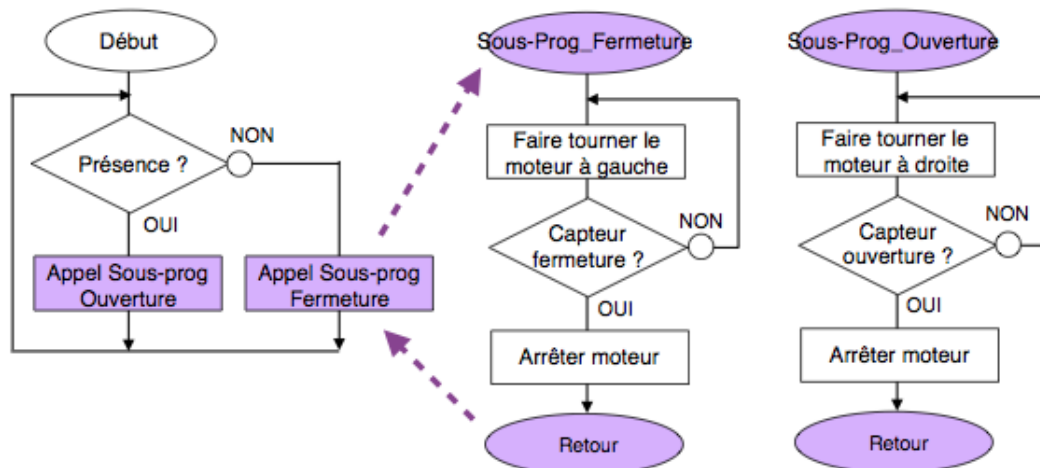 Début
Présence ?
NON
OUI
Appel Sous-prog
Ouverture
Appel Sous-prog
Fermeture
Sous-Prog_Fermeture
Faire tourner le
moteur à gauche
Capteur
fermeture ?
NON
OUI
Arrêter moteur
Retour
Sous-Prog_Ouverture
Faire tourner le
moteur à droite
Capteur
ouverture ?
NON
OUI
Arrêter moteur
Retour